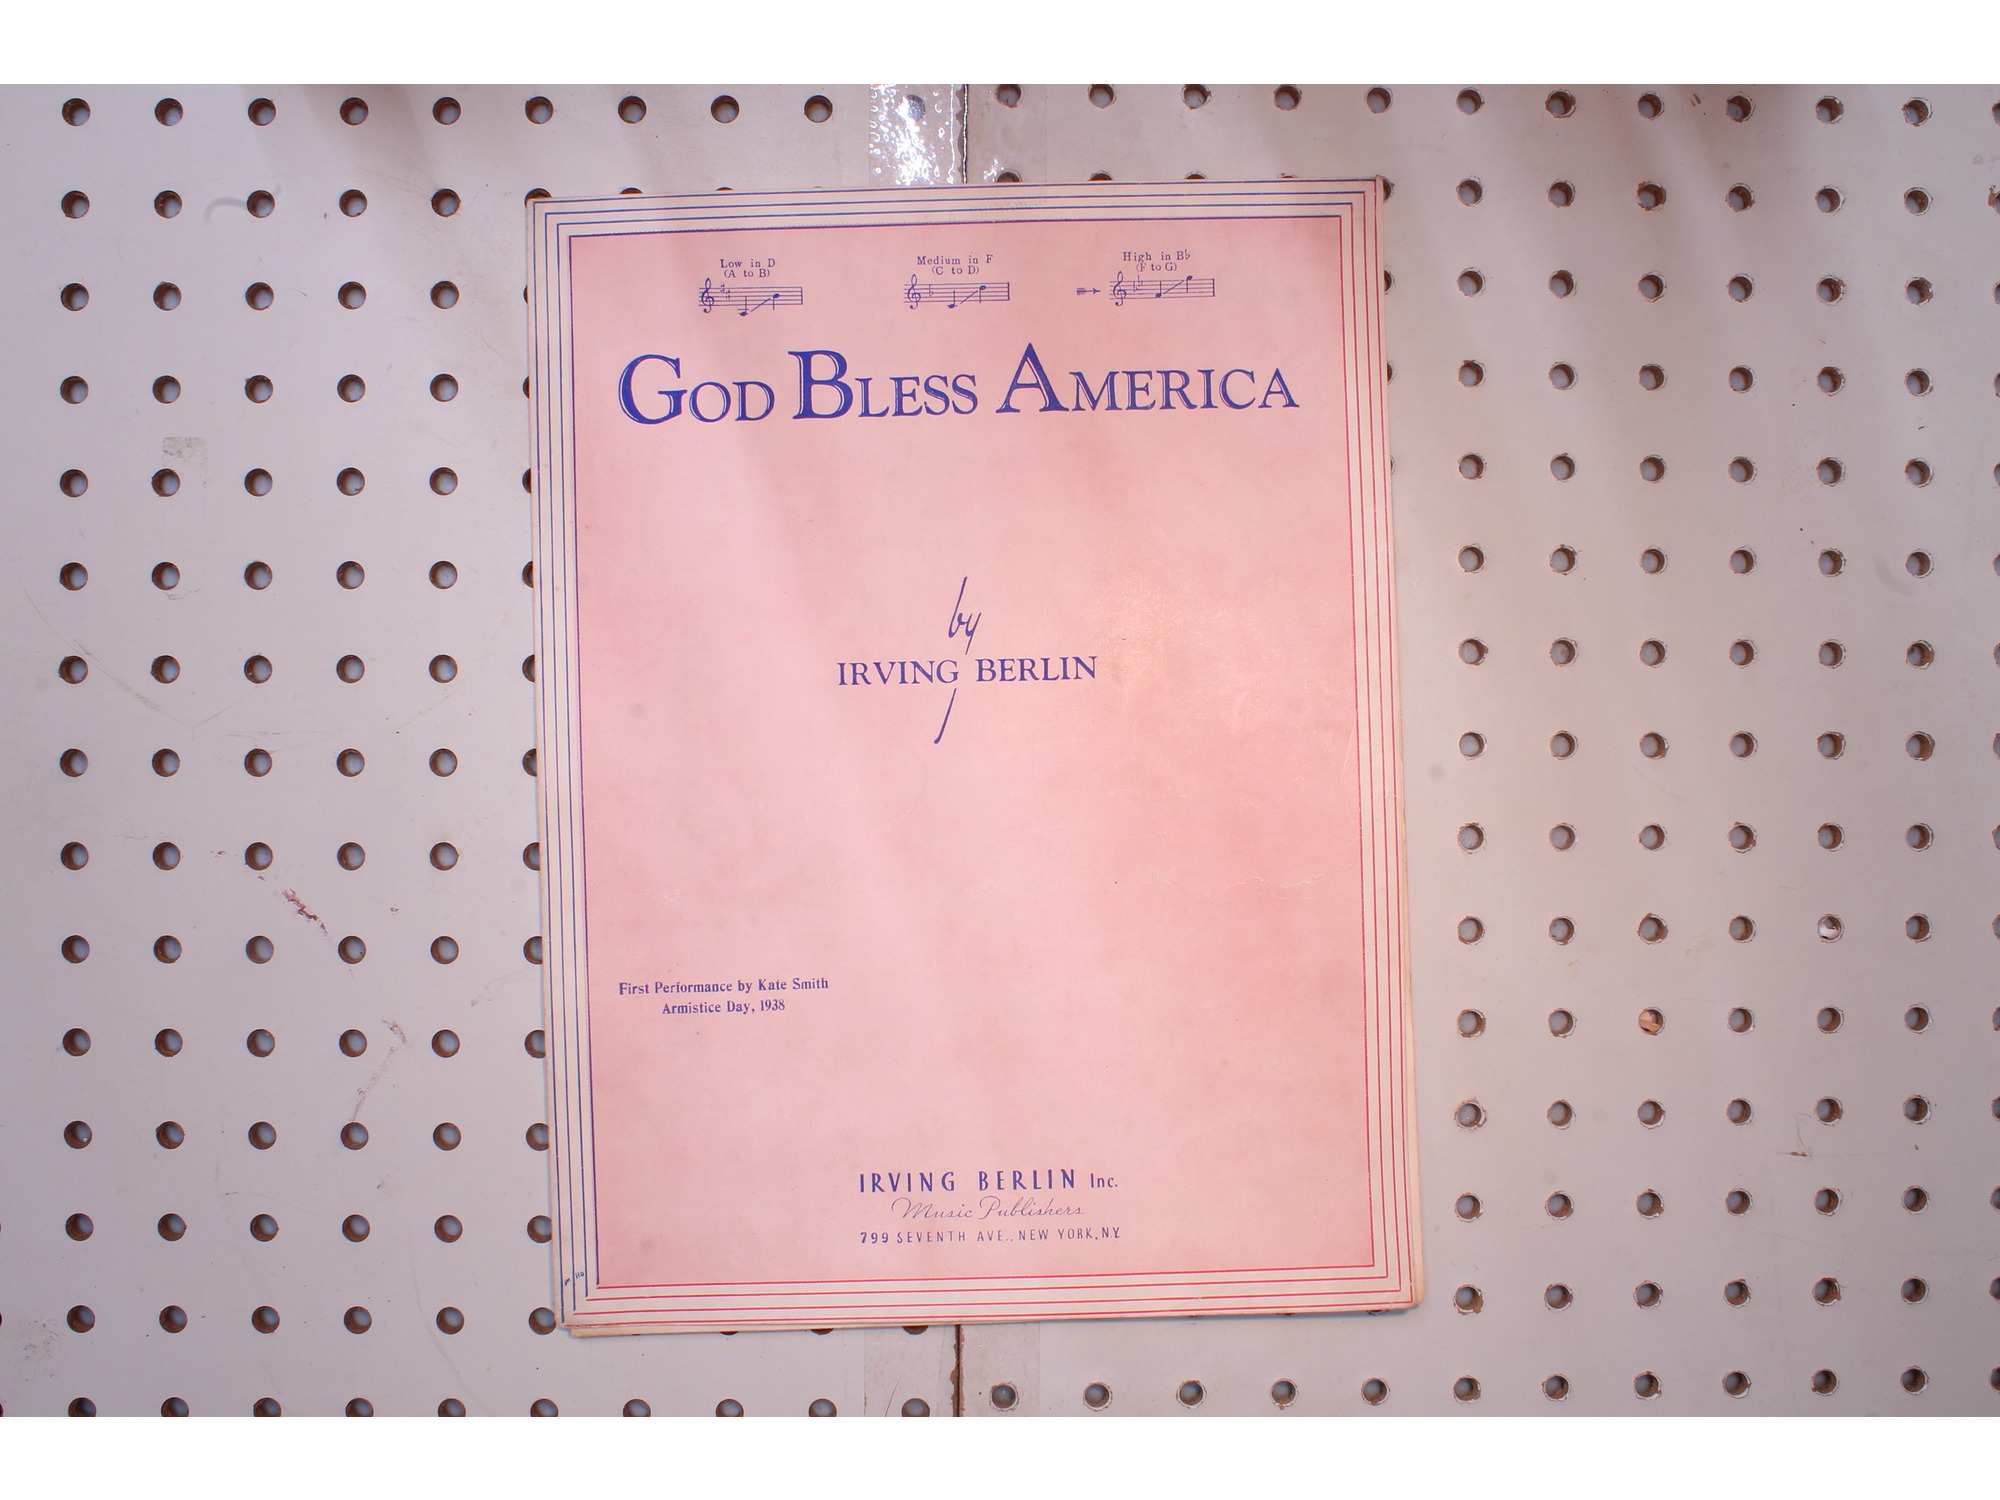 Low in D
(A to B)
Medium in F
(C to D)
High in B♭
(F to G)
GOD BLESS AMERICA
by
IRVING BERLIN
First Performance by Kate Smith
Armistice Day, 1938
IRVING BERLIN Inc.
Music Publishers
799 SEVENTH AVE., NEW YORK, N.Y.